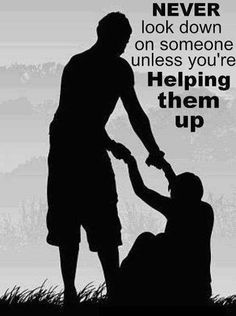 NEVER
look down
on someone
unless you're
Helping
them
up